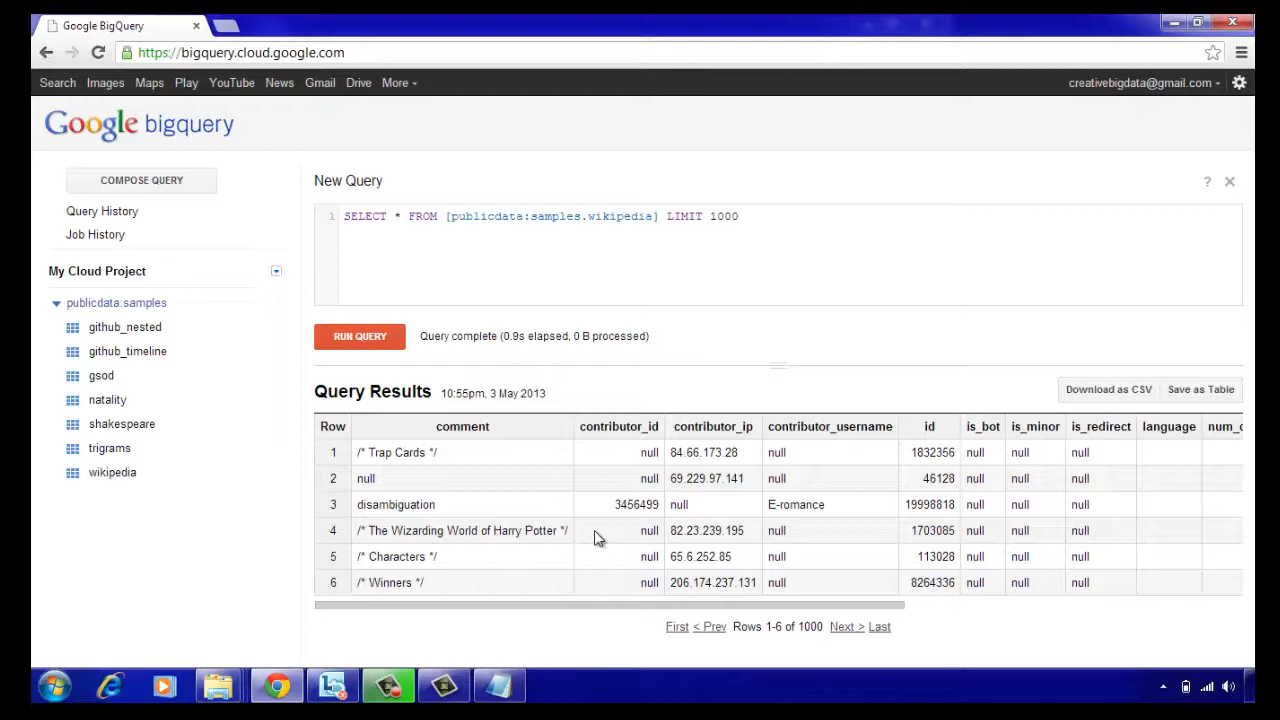 Google BigQuery
https://bigquery.cloud.google.com
Search Images Maps Play YouTube News Gmail Drive More creativebigdata@gmail.com
Google bigquery
COMPOSE QUERY
Query History
Job History
My Cloud Project
publicdata:samples
github_nested
github_timeline
gsod
natality
shakespeare
trigrams
wikipedia
New Query ?
1 SELECT * FROM [publicdata:samples.wikipedia] LIMIT 1000
RUN QUERY Query complete (0.9s elapsed, 0 B processed)
Query Results 10:55pm, 3 May 2013 Download as CSV Save as Table
Row comment contributor_id contributor_ip contributor_username id is_bot is_minor is_redirect language num_c
1 /* Trap Cards */ null 84.66.173.28 null 1832356 null null null
2 null null 69.229.97.141 null 46128 null null null
3 disambiguation 3456499 null E-romance 19998818 null null null
4 /* The Wizarding World of Harry Potter */ null 82.23.239.195 null 1703085 null null null
5 /* Characters */ null 65.6.252.85 null 113028 null null null
6 /* Winners */ null 206.174.237.131 null 8264336 null null null
First < Prev Rows 1-6 of 1000 Next > Last